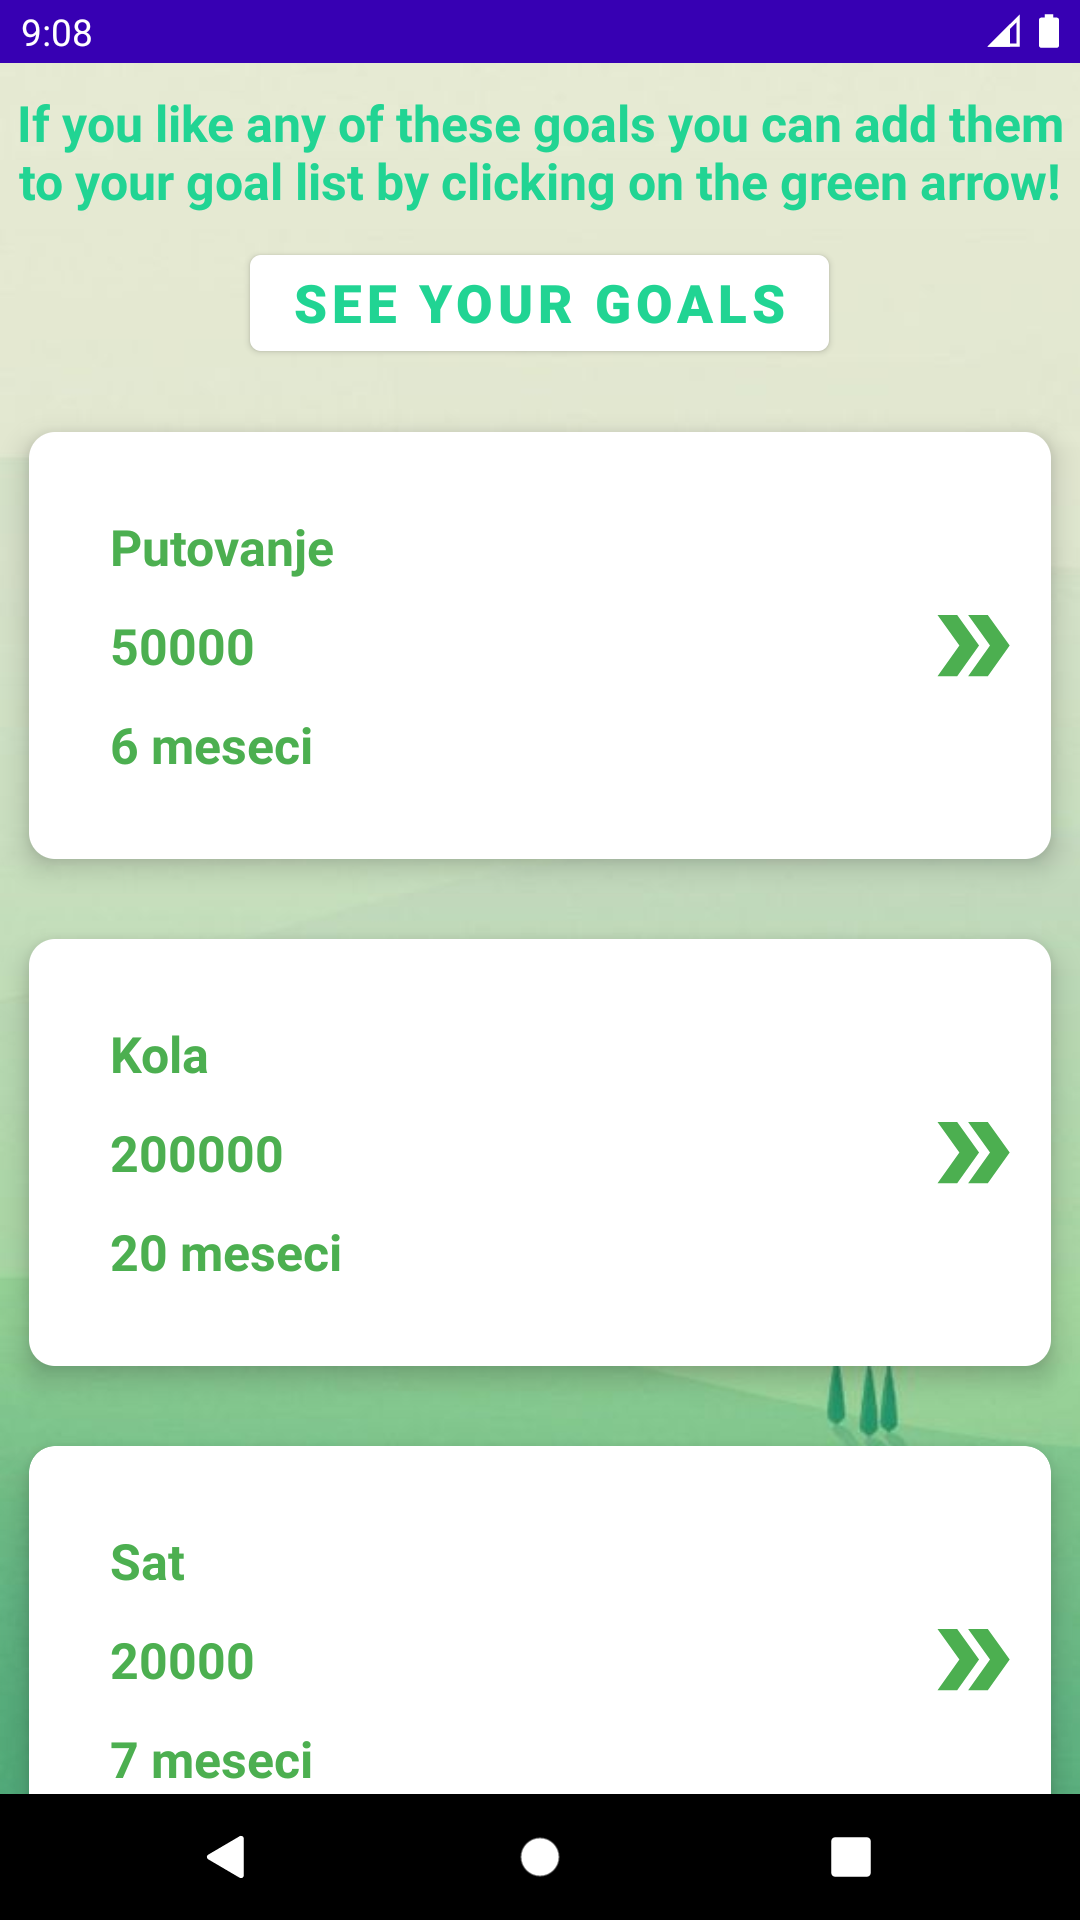 9:08
If you like any of these goals you can add them
to your goal list by clicking on the green arrow!
SEE YOUR GOALS
Putovanje
50000
6 meseci
Kola
200000
20 meseci
Sat
20000
7 meseci